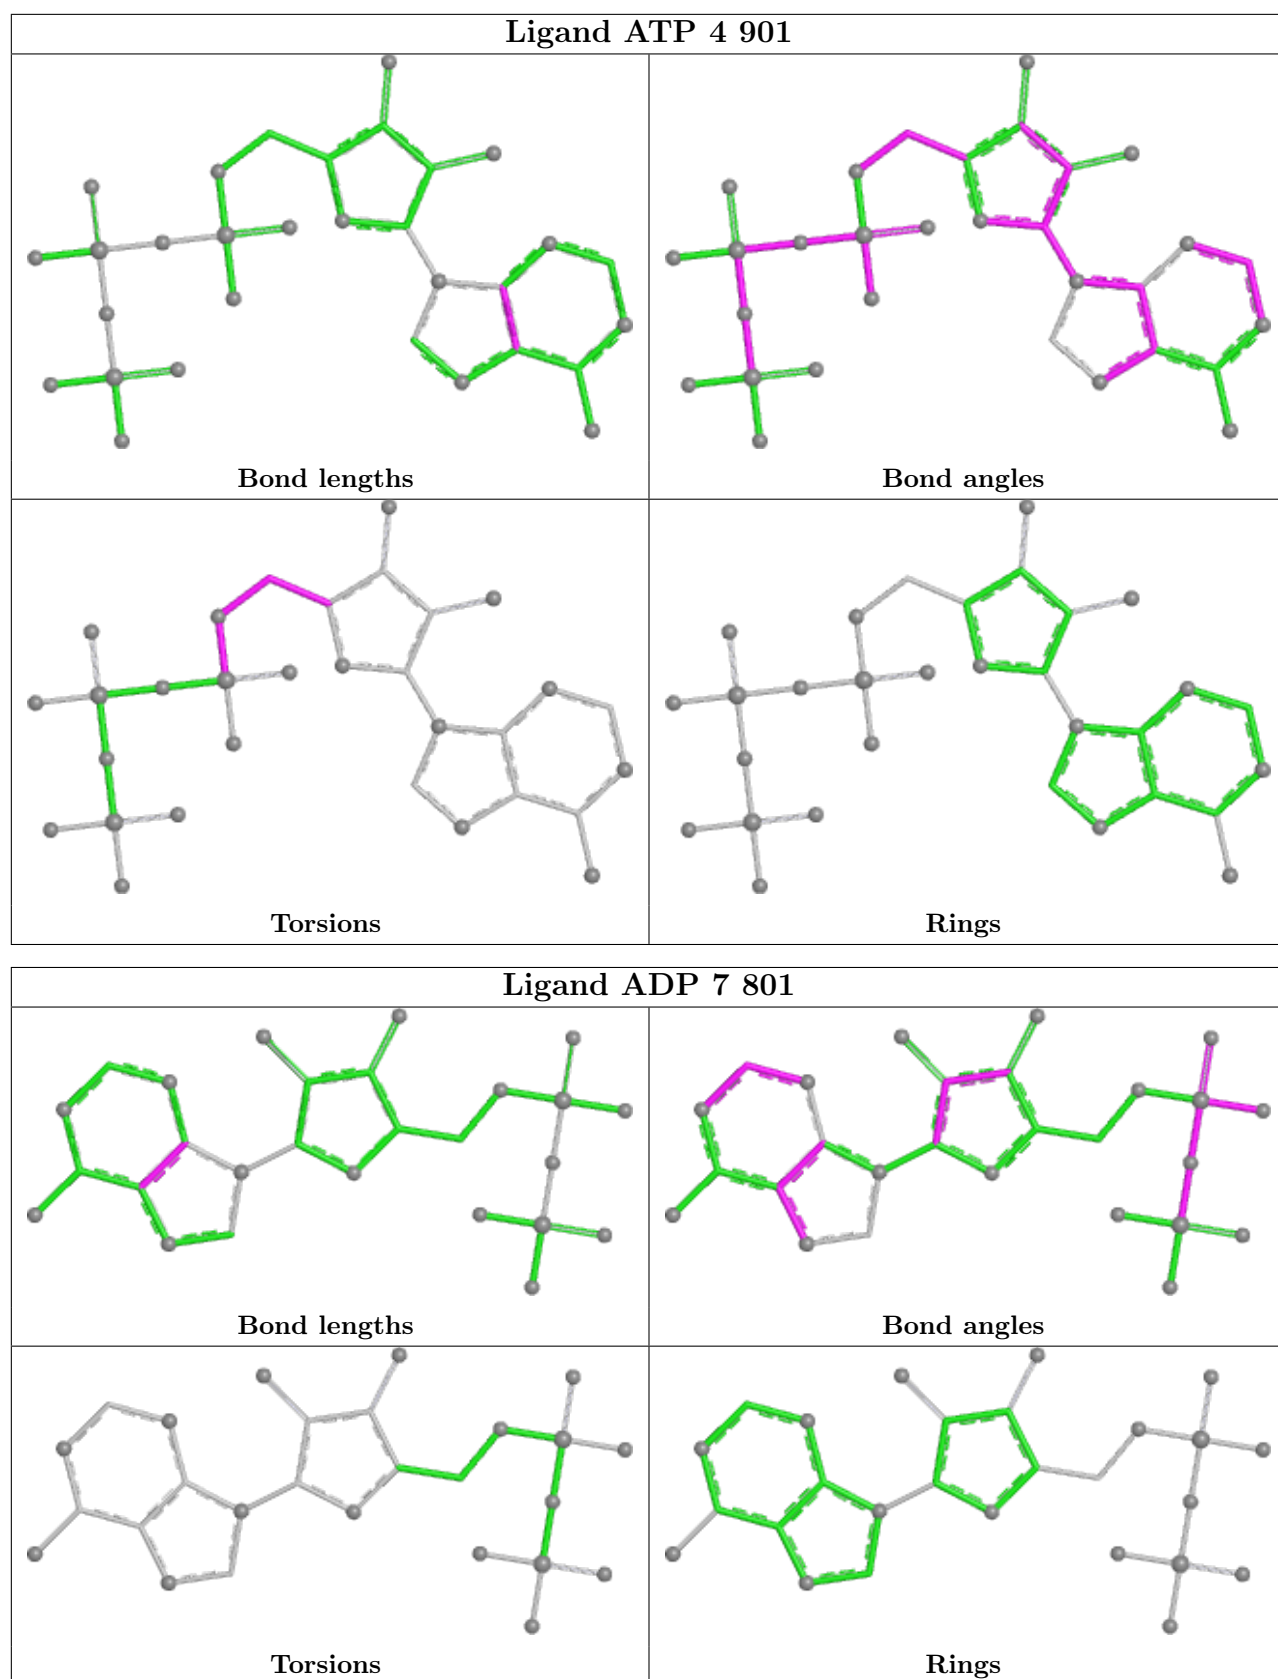 Ligand ATP 4 901
Bond lengths
Bond angles
Torsions
Rings
Ligand ADP 7 801
Bond lengths
Bond angles
Torsions
Rings